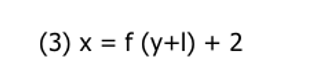 (3) x = f (y+l) + 2